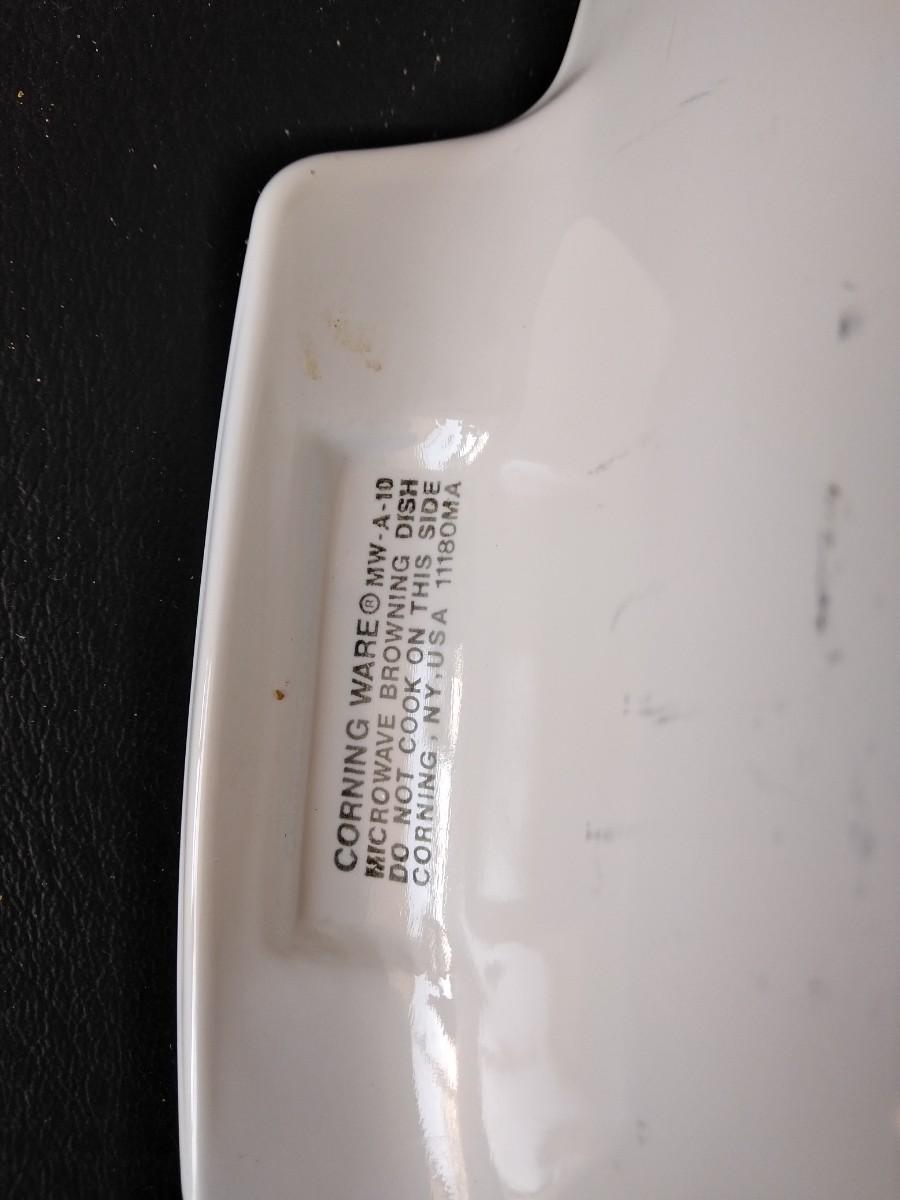 CORNING WARE® MW-A-10
MICROWAVE BROWNING DISH
DO NOT COOK ON THIS SIDE
CORNING, NY, USA 11180MA